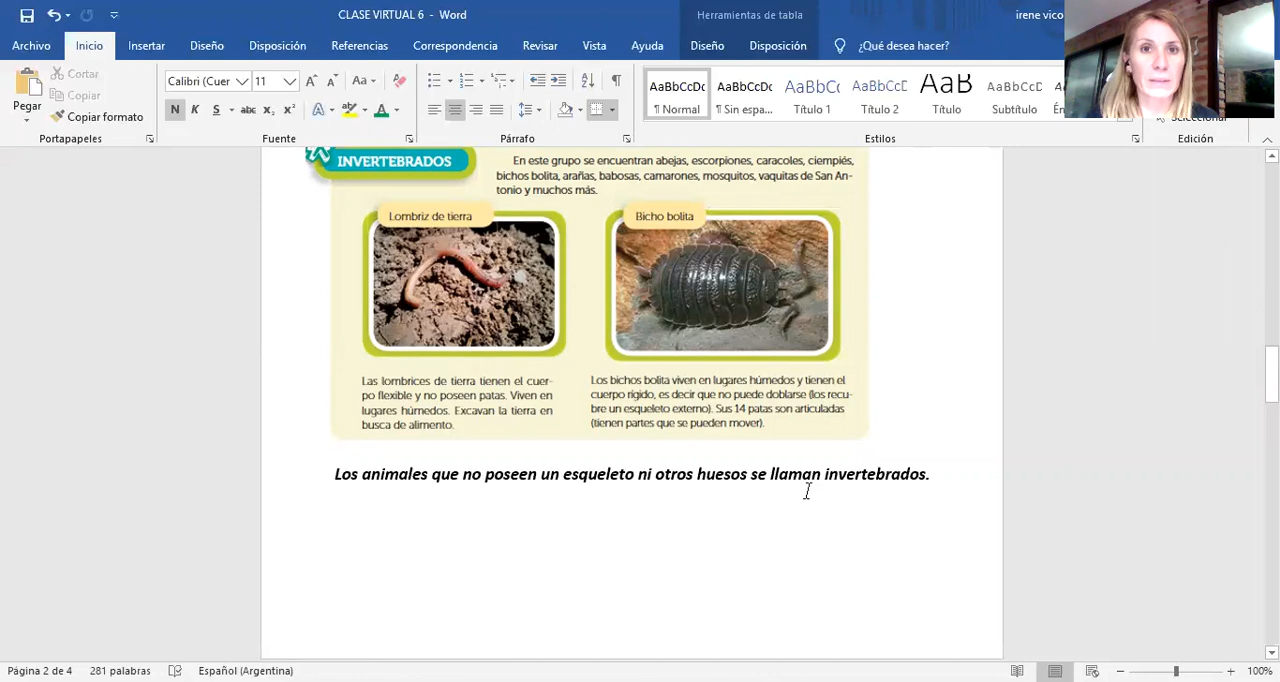 CLASE VIRTUAL 6 - Word
Herramientas de tabla
irene vico
Archivo Inicio Insertar Diseño Disposición Referencias Correspondencia Revisar Vista Ayuda Diseño Disposición ¿Qué desea hacer?
Pegar
Cortar
Copiar
Copiar formato
Portapapeles
Calibri (Cuer 11
N K S abc x₂ x²
Fuente
Párrafo
AaBbCcDc AaBbCcDc AaBbCc AaBbCcC AaB AaBbCcD
¶ Normal ¶ Sin espa... Título 1 Título 2 Título Subtítulo
Estilos
Edición
INVERTEBRADOS
En este grupo se encuentran abejas, escorpiones, caracoles, ciempiés,
bichos bolita, arañas, babosas, camarones, mosquitos, vaquitas de San An-
tonio y muchos más.
Lombriz de tierra
Bicho bolita
Las lombrices de tierra tienen el cuer-
po flexible y no poseen patas. Viven en
lugares húmedos. Excavan la tierra en
busca de alimento.
Los bichos bolita viven en lugares húmedos y tienen el
cuerpo rígido, es decir que no puede doblarse (los recu-
bre un esqueleto externo). Sus 14 patas son articuladas
(tienen partes que se pueden mover).
Los animales que no poseen un esqueleto ni otros huesos se llaman invertebrados.
Página 2 de 4 281 palabras Español (Argentina) 100%